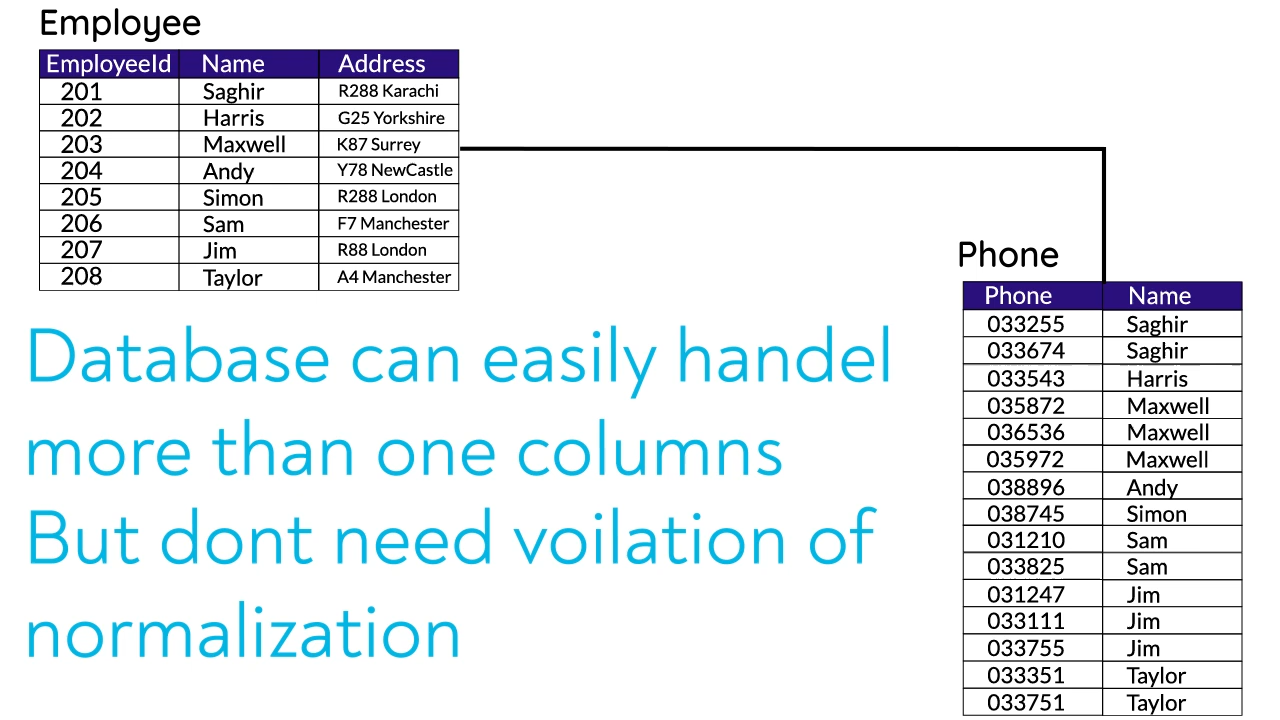 Employee
EmployeeId Name Address
201 Saghir R288 Karachi
202 Harris G25 Yorkshire
203 Maxwell K87 Surrey
204 Andy Y78 NewCastle
205 Simon R288 London
206 Sam F7 Manchester
207 Jim R88 London
208 Taylor A4 Manchester
Database can easily handel
more than one columns
But dont need voilation of
normalization
Phone
Phone Name
033255 Saghir
033674 Saghir
033543 Harris
035872 Maxwell
036536 Maxwell
035972 Maxwell
038896 Andy
038745 Simon
031210 Sam
033825 Sam
031247 Jim
033111 Jim
033755 Jim
033351 Taylor
033751 Taylor